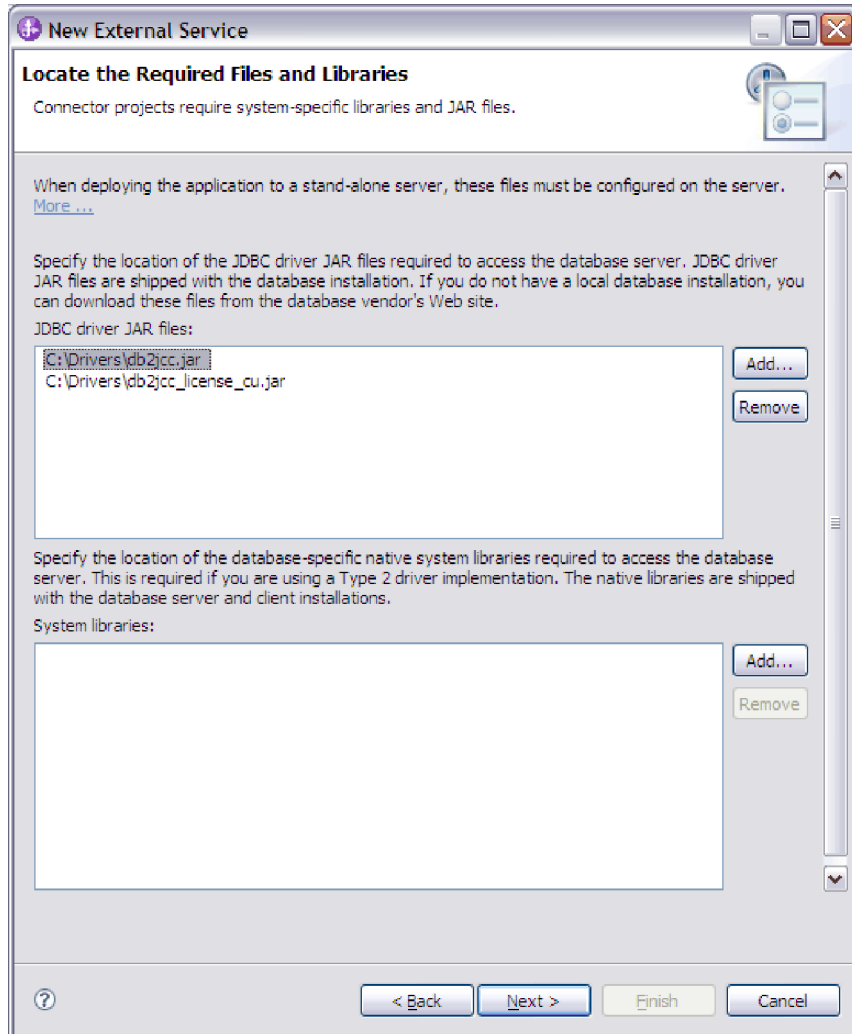 New External Service
Locate the Required Files and Libraries
Connector projects require system-specific libraries and JAR files.
When deploying the application to a stand-alone server, these files must be configured on the server.
More ...
Specify the location of the JDBC driver JAR files required to access the database server. JDBC driver
JAR files are shipped with the database installation. If you do not have a local database installation, you
can download these files from the database vendor's Web site.
JDBC driver JAR files:
C:\Drivers\db2jcc.jar
C:\Drivers\db2jcc_license_cu.jar
Add...
Remove
Specify the location of the database-specific native system libraries required to access the database
server. This is required if you are using a Type 2 driver implementation. The native libraries are shipped
with the database server and client installations.
System libraries:
Add...
Remove
?
< Back
Next >
Finish
Cancel